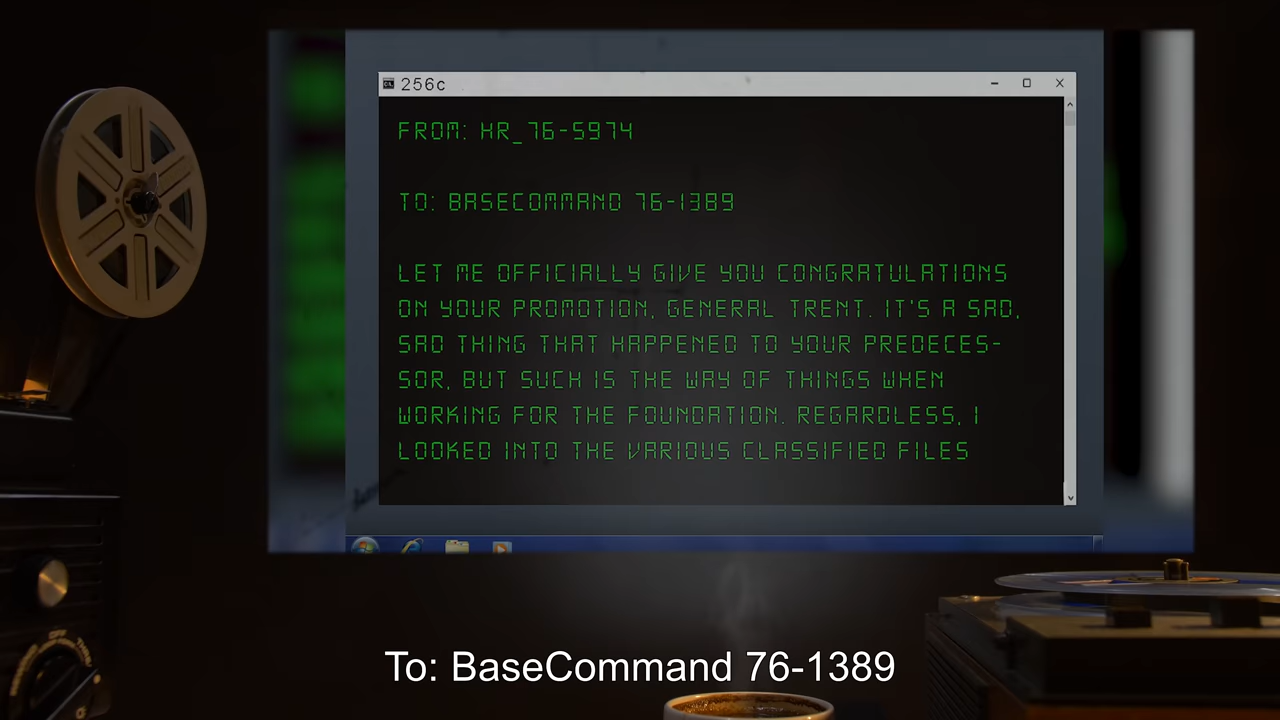 256c
FROM: HR_76-5974
TO: BASECOMMAND 76-1389
LET ME OFFICIALLY GIVE YOU CONGRATULATIONS
ON YOUR PROMOTION, GENERAL TRENT. IT'S A SAD,
SAD THING THAT HAPPENED TO YOUR PREDECES-
SOR, BUT SUCH IS THE WAY OF THINGS WHEN
WORKING FOR THE FOUNDATION. REGARDLESS, I
LOOKED INTO THE VARIOUS CLASSIFIED FILES
To: BaseCommand 76-1389